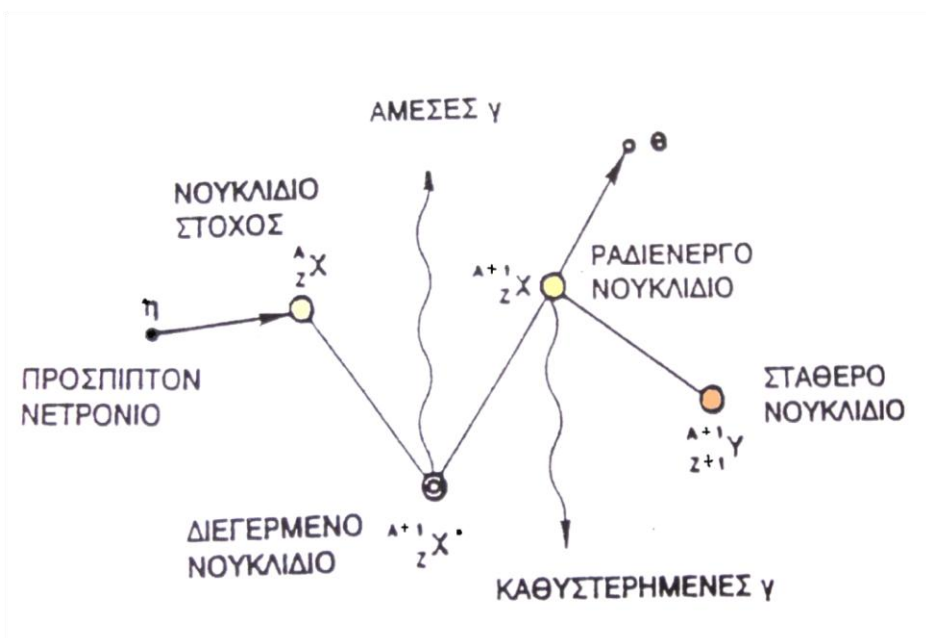 ΑΜΕΣΕΣ γ
ΝΟΥΚΛΙΔΙΟ
ΣΤΟΧΟΣ
A
Z X
η
ΠΡΟΣΠΙΠΤΟΝ
ΝΕΤΡΟΝΙΟ
θ
A+1
Z X
ΡΑΔΙΕΝΕΡΓΟ
ΝΟΥΚΛΙΔΙΟ
ΣΤΑΘΕΡΟ
ΝΟΥΚΛΙΔΙΟ
A+1
Z+1 Y
ΔΙΕΓΕΡΜΕΝΟ
ΝΟΥΚΛΙΔΙΟ
A+1
Z X*
ΚΑΘΥΣΤΕΡΗΜΕΝΕΣ γ